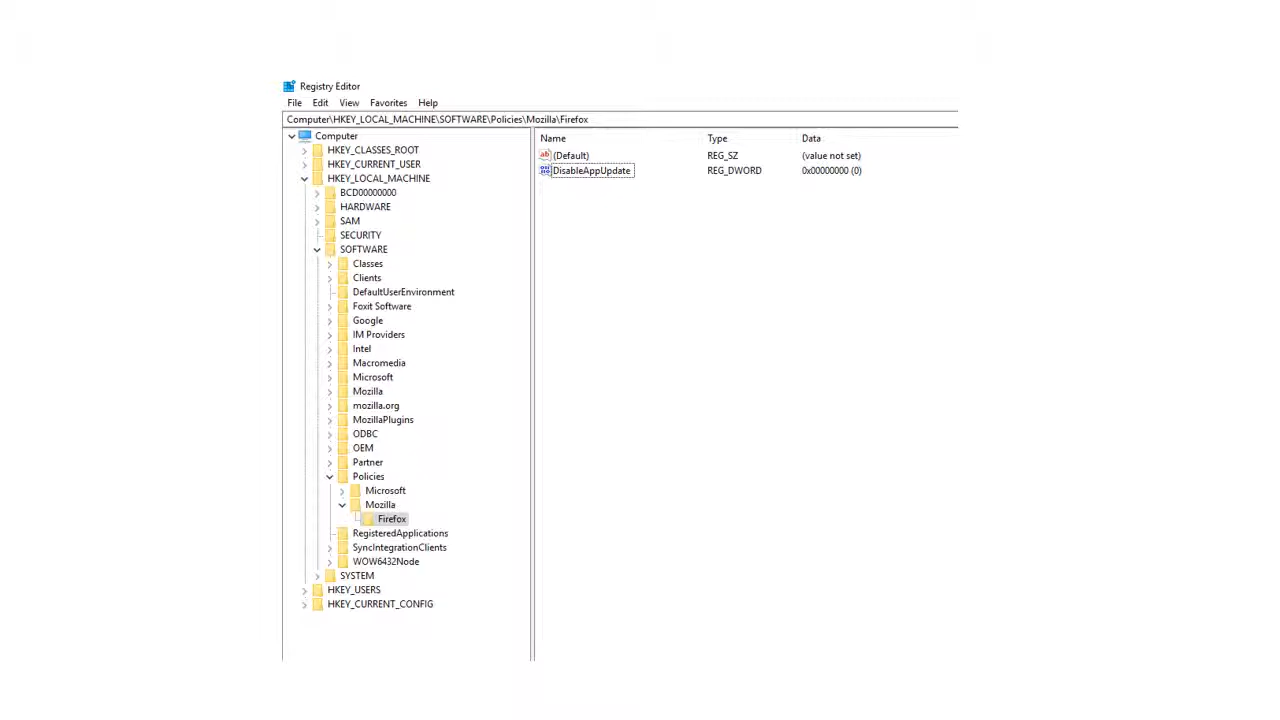 Registry Editor
File Edit View Favorites Help
Computer\HKEY_LOCAL_MACHINE\SOFTWARE\Policies\Mozilla\Firefox
Computer
HKEY_CLASSES_ROOT
HKEY_CURRENT_USER
HKEY_LOCAL_MACHINE
BCD00000000
HARDWARE
SAM
SECURITY
SOFTWARE
Classes
Clients
DefaultUserEnvironment
Foxit Software
Google
IM Providers
Intel
Macromedia
Microsoft
Mozilla
mozilla.org
MozillaPlugins
ODBC
OEM
Partner
Policies
Microsoft
Mozilla
Firefox
RegisteredApplications
SyncIntegrationClients
WOW6432Node
SYSTEM
HKEY_USERS
HKEY_CURRENT_CONFIG
Name Type Data
ab (Default) REG_SZ (value not set)
DisableAppUpdate REG_DWORD 0x00000000 (0)